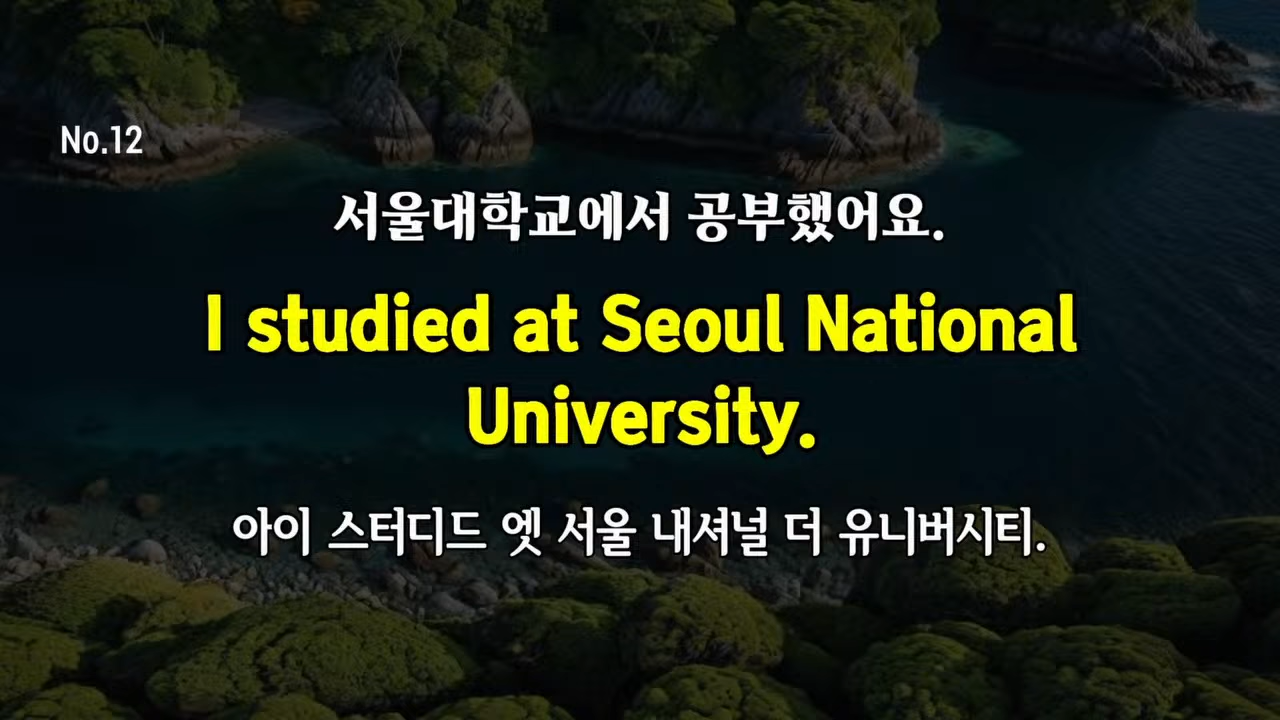 No.12
서울대학교에서 공부했어요.
I studied at Seoul National
University.
아이 스터디드 엣 서울 내셔널 더 유니버시티.